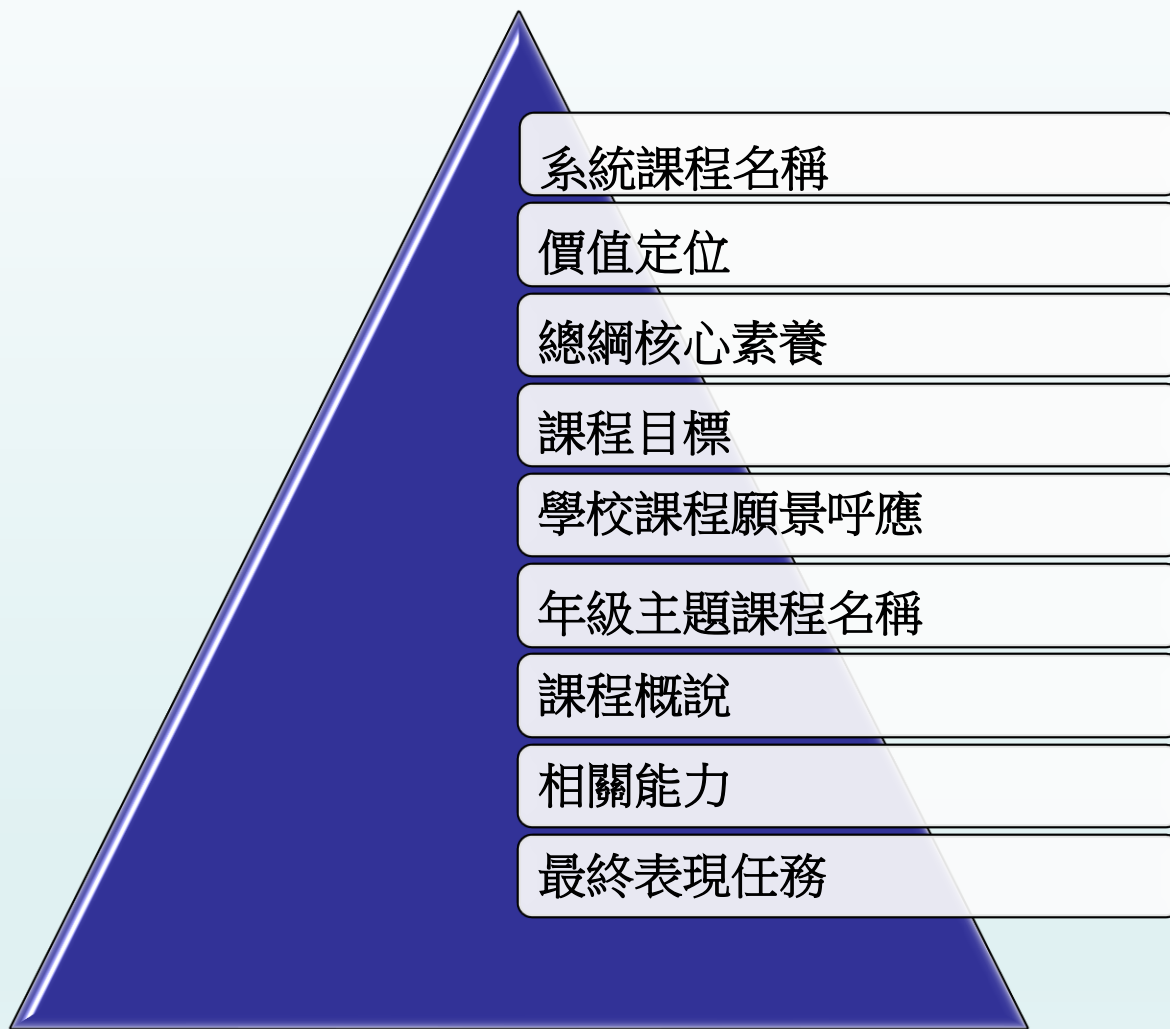 系統課程名稱
價值定位
總綱核心素養
課程目標
學校課程願景呼應
年級主題課程名稱
課程概說
相關能力
最終表現任務